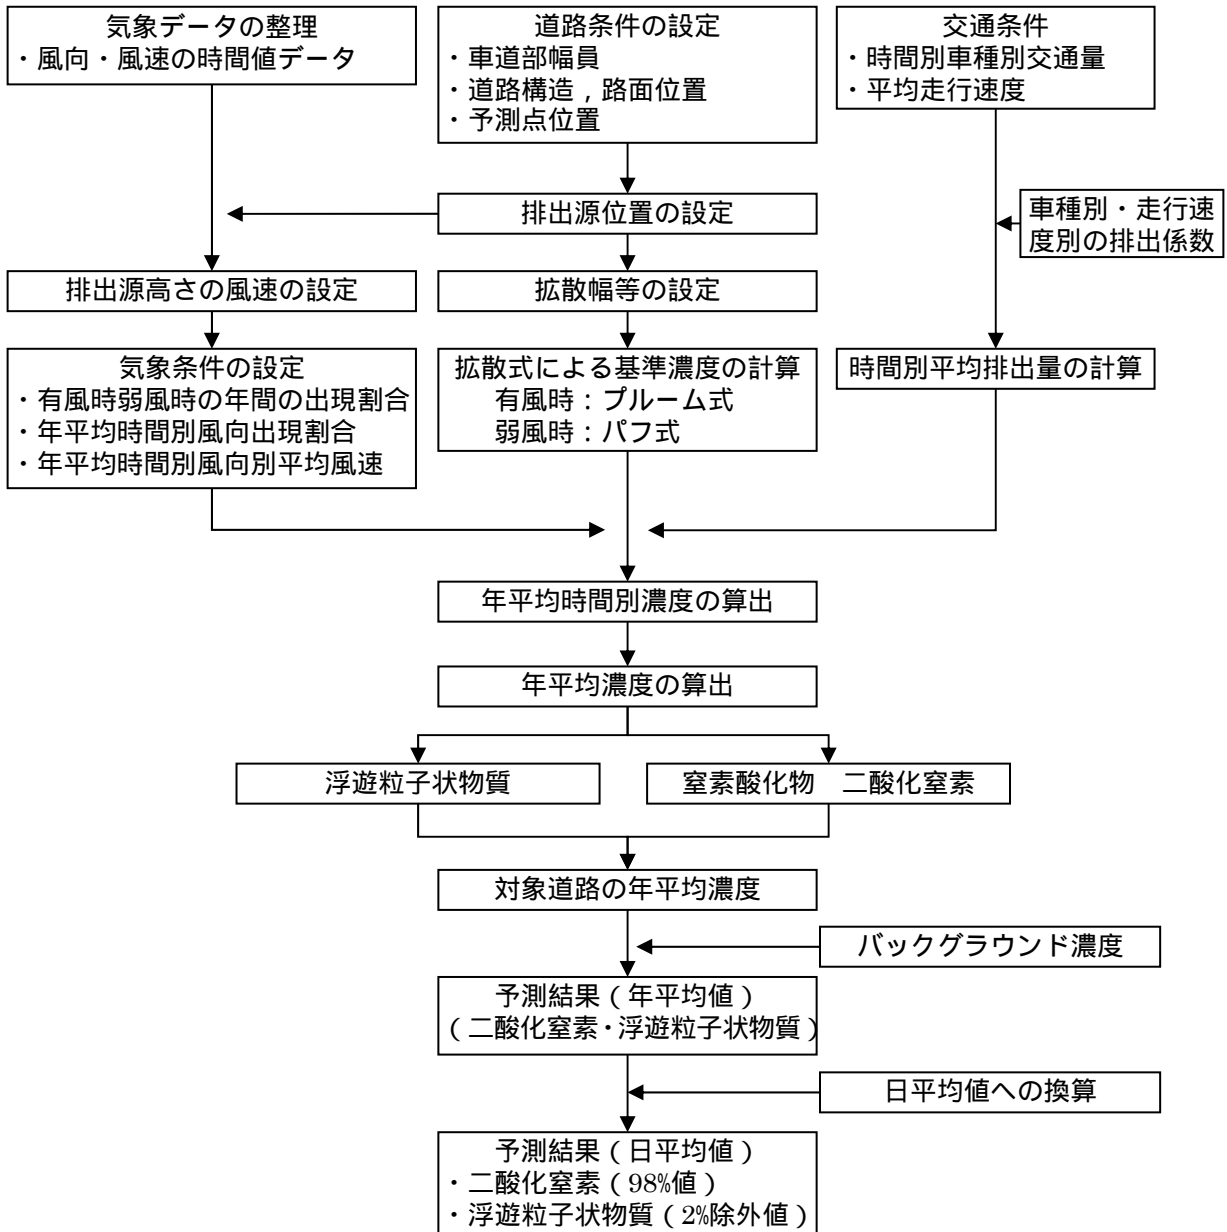 気象データの整理
・風向・風速の時間値データ
道路条件の設定
・車道部幅員
・道路構造，路面位置
・予測点位置
交通条件
・時間別車種別交通量
・平均走行速度
排出源位置の設定
車種別・走行速
度別の排出係数
排出源高さの風速の設定
拡散幅等の設定
気象条件の設定
・有風時弱風時の年間の出現割合
・年平均時間別風向出現割合
・年平均時間別風向別平均風速
拡散式による基準濃度の計算
有風時：プルーム式
弱風時：パフ式
時間別平均排出量の計算
年平均時間別濃度の算出
年平均濃度の算出
浮遊粒子状物質
窒素酸化物　二酸化窒素
対象道路の年平均濃度
バックグラウンド濃度
予測結果（年平均値）
（二酸化窒素・浮遊粒子状物質）
日平均値への換算
予測結果（日平均値）
・二酸化窒素（98%値）
・浮遊粒子状物質（2%除外値）